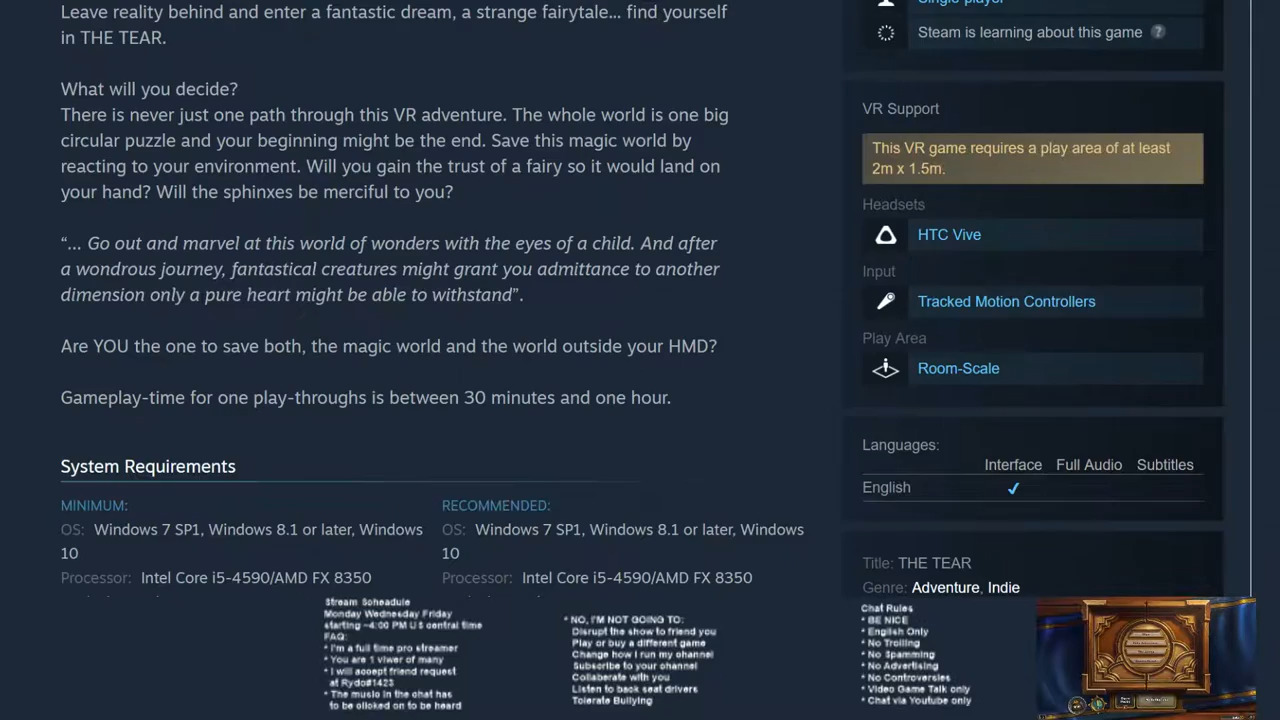 Leave reality behind and enter a fantastic dream, a strange fairytale... find yourself
in THE TEAR.
What will you decide?
There is never just one path through this VR adventure. The whole world is one big
circular puzzle and your beginning might be the end. Save this magic world by
reacting to your environment. Will you gain the trust of a fairy so it would land on
your hand? Will the sphinxes be merciful to you?
“... Go out and marvel at this world of wonders with the eyes of a child. And after
a wondrous journey, fantastical creatures might grant you admittance to another
dimension only a pure heart might be able to withstand”.
Are YOU the one to save both, the magic world and the world outside your HMD?
Gameplay-time for one play-throughs is between 30 minutes and one hour.
System Requirements
MINIMUM:
OS: Windows 7 SP1, Windows 8.1 or later, Windows
10
Processor: Intel Core i5-4590/AMD FX 8350
RECOMMENDED:
OS: Windows 7 SP1, Windows 8.1 or later, Windows
10
Processor: Intel Core i5-4590/AMD FX 8350
Single-player
Steam is learning about this game ?
VR Support
This VR game requires a play area of at least
2m x 1.5m.
Headsets
HTC Vive
Input
Tracked Motion Controllers
Play Area
Room-Scale
Languages:
Interface Full Audio Subtitles
English ✓
Title: THE TEAR
Genre: Adventure, Indie
Stream Scheadule
Monday Wednesday Friday
starting ~4:00 PM US central time
FAQ:
* I'm a full time pro streamer
* You are 1 viwer of many
* I will accept friend request
at Rydo#1423
* The music in the chat has
to be clicked on to be heard
* NO, I'M NOT GOING TO:
Disrupt the show to friend you
Play or buy a different game
Change how I run my channel
Subscribe to your channel
Collaberate with you
Listen to back seat drivers
Tolerate Bullying
Chat Rules
* BE NICE
* English Only
* No Trolling
* No Spamming
* No Advertising
* No Controversies
* Video Game Talk only
* Chat via Youtube only